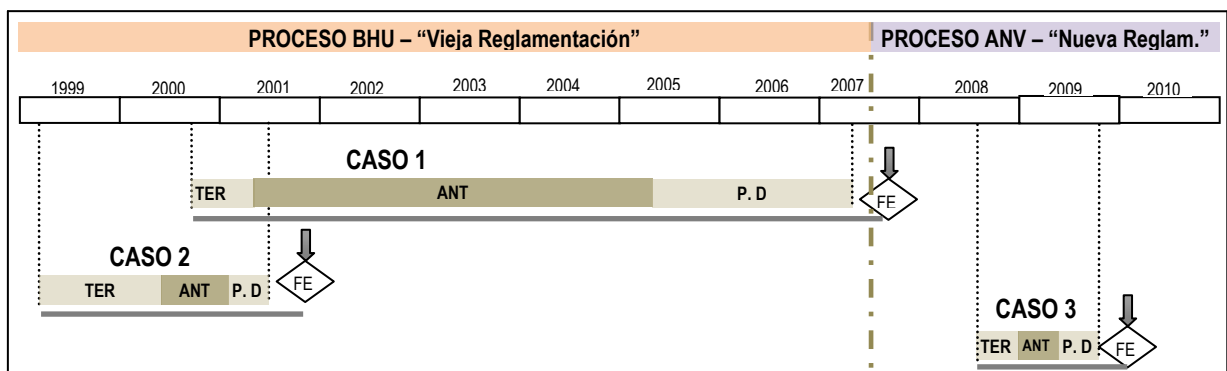 PROCESO BHU – “Vieja Reglamentación” PROCESO ANV – “Nueva Reglam.”
1999 2000 2001 2002 2003 2004 2005 2006 2007 2008 2009 2010
CASO 1
TER ANT P. D FE
CASO 2
TER ANT P. D FE
CASO 3
TER ANT P. D FE